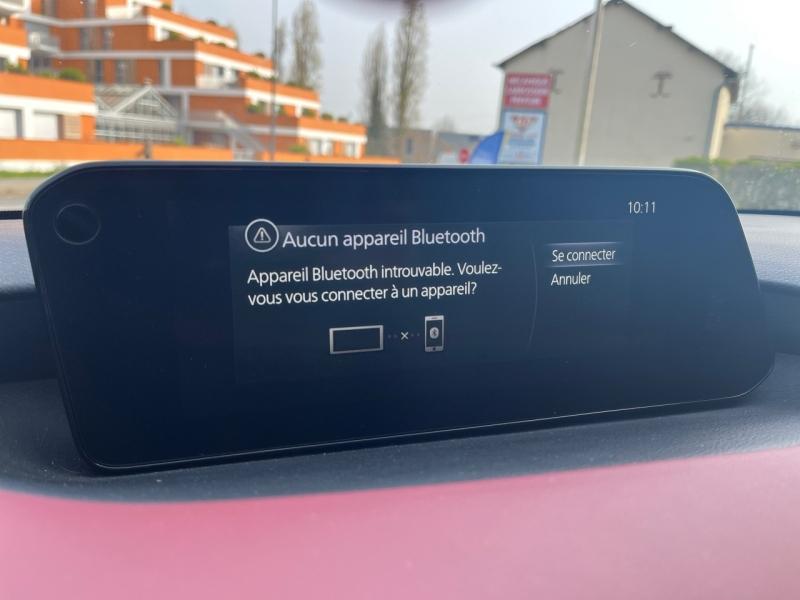 10:11
Aucun appareil Bluetooth
Appareil Bluetooth introuvable. Voulez-
vous vous connecter à un appareil?
Se connecter
Annuler